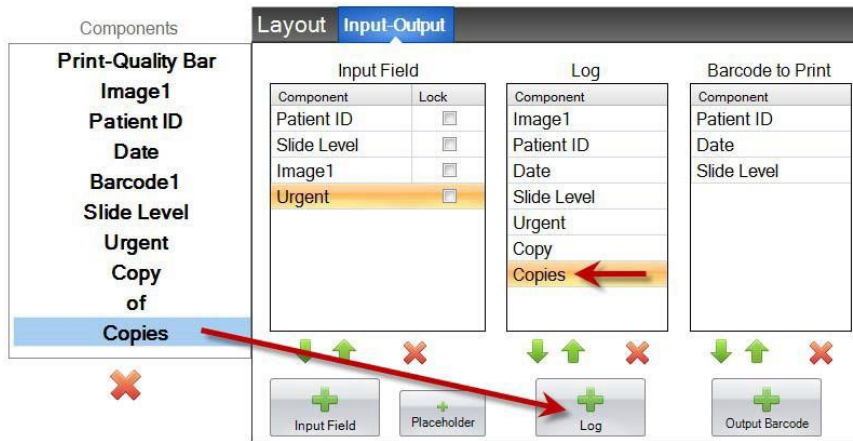 Components
Print-Quality Bar
Image1
Patient ID
Date
Barcode1
Slide Level
Urgent
Copy
of
Copies
Layout Input-Output
Input Field
Component Lock
Patient ID
Slide Level
Image1
Urgent
Input Field
Placeholder
Log
Component
Image1
Patient ID
Date
Slide Level
Urgent
Copy
Copies
Log
Barcode to Print
Component
Patient ID
Date
Slide Level
Output Barcode